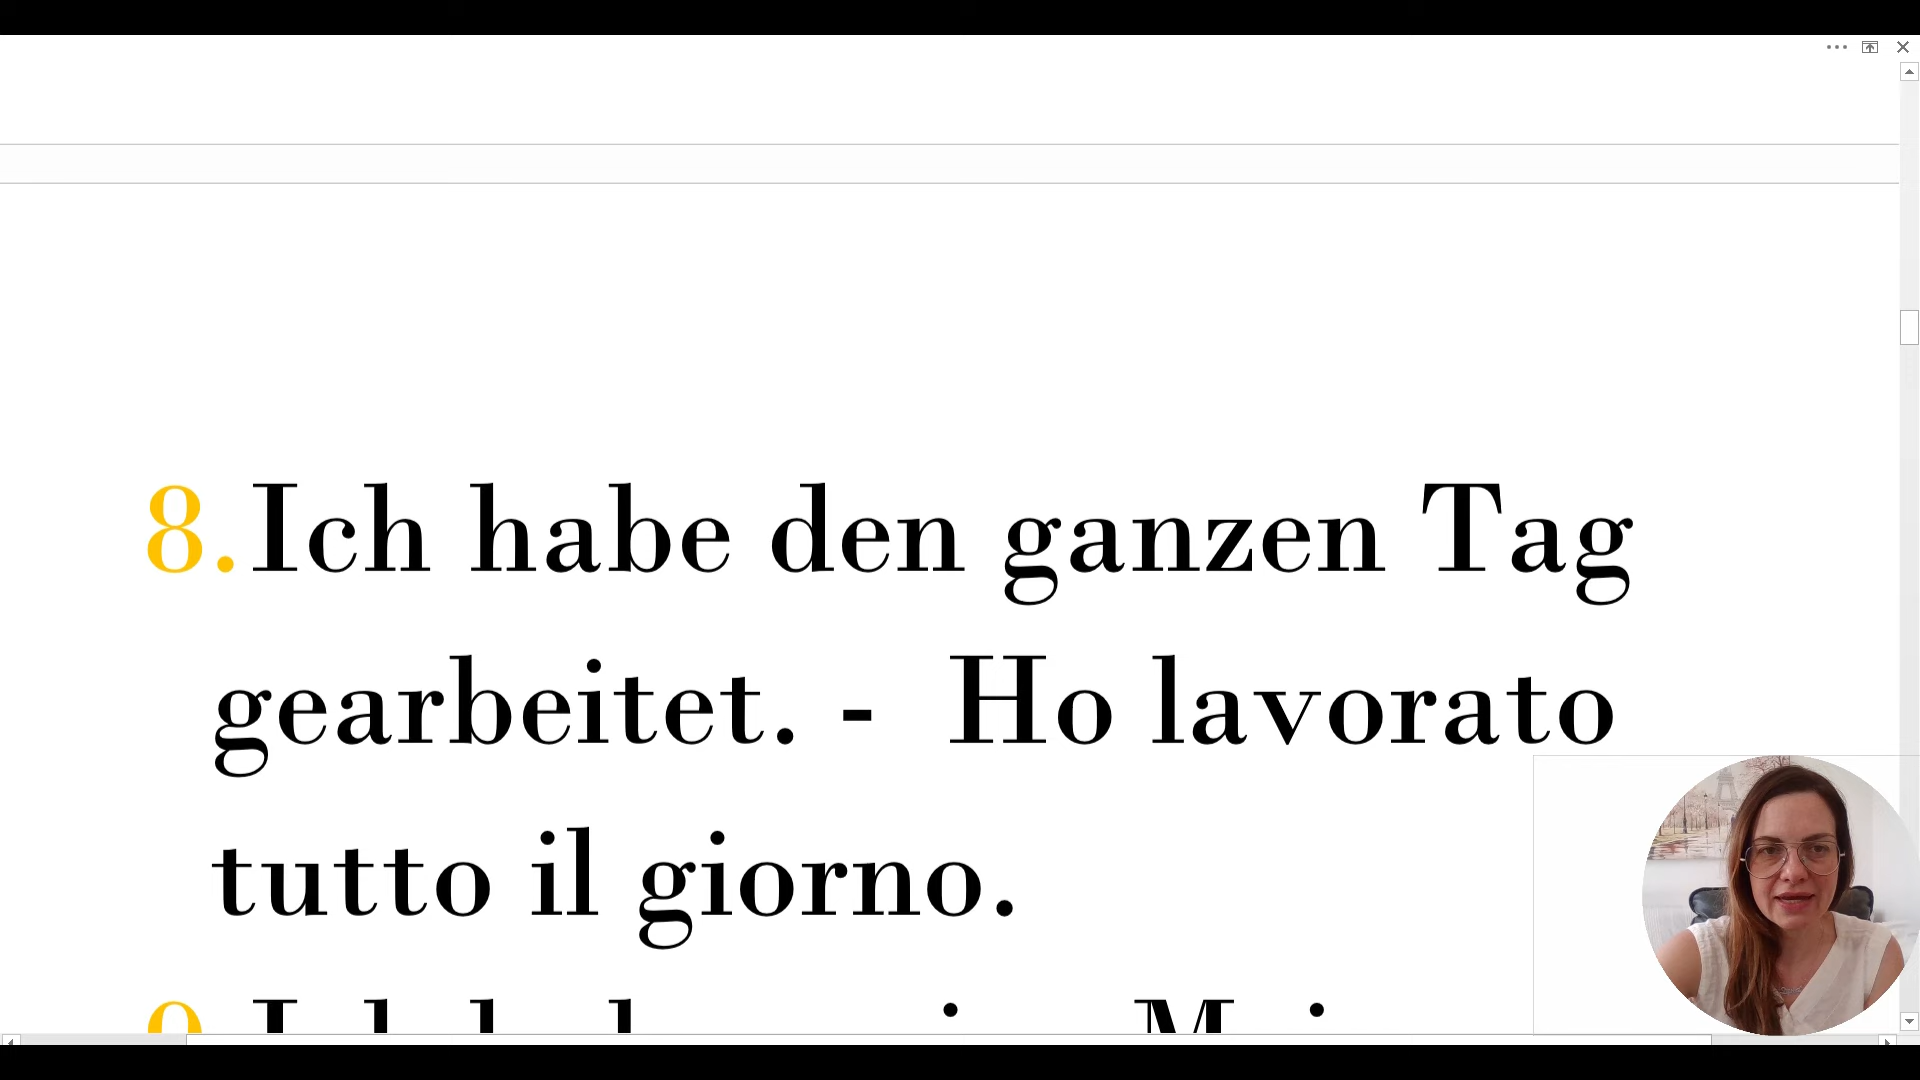 8.Ich habe den ganzen Tag
gearbeitet. - Ho lavorato
tutto il giorno.